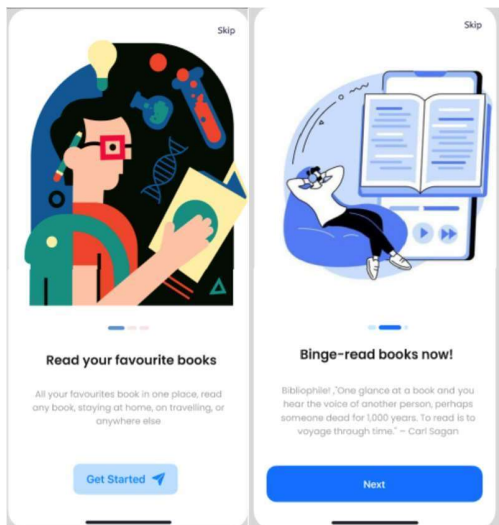 Skip
Read your favourite books
All your favourites book in one place, read
any book, staying at home, on travelling, or
anywhere else
Get Started
Skip
Binge-read books now!
Bibliophile! ,"One glance at a book and you
hear the voice of another person, perhaps
someone dead for 1,000 years. To read is to
voyage through time." – Carl Sagan
Next